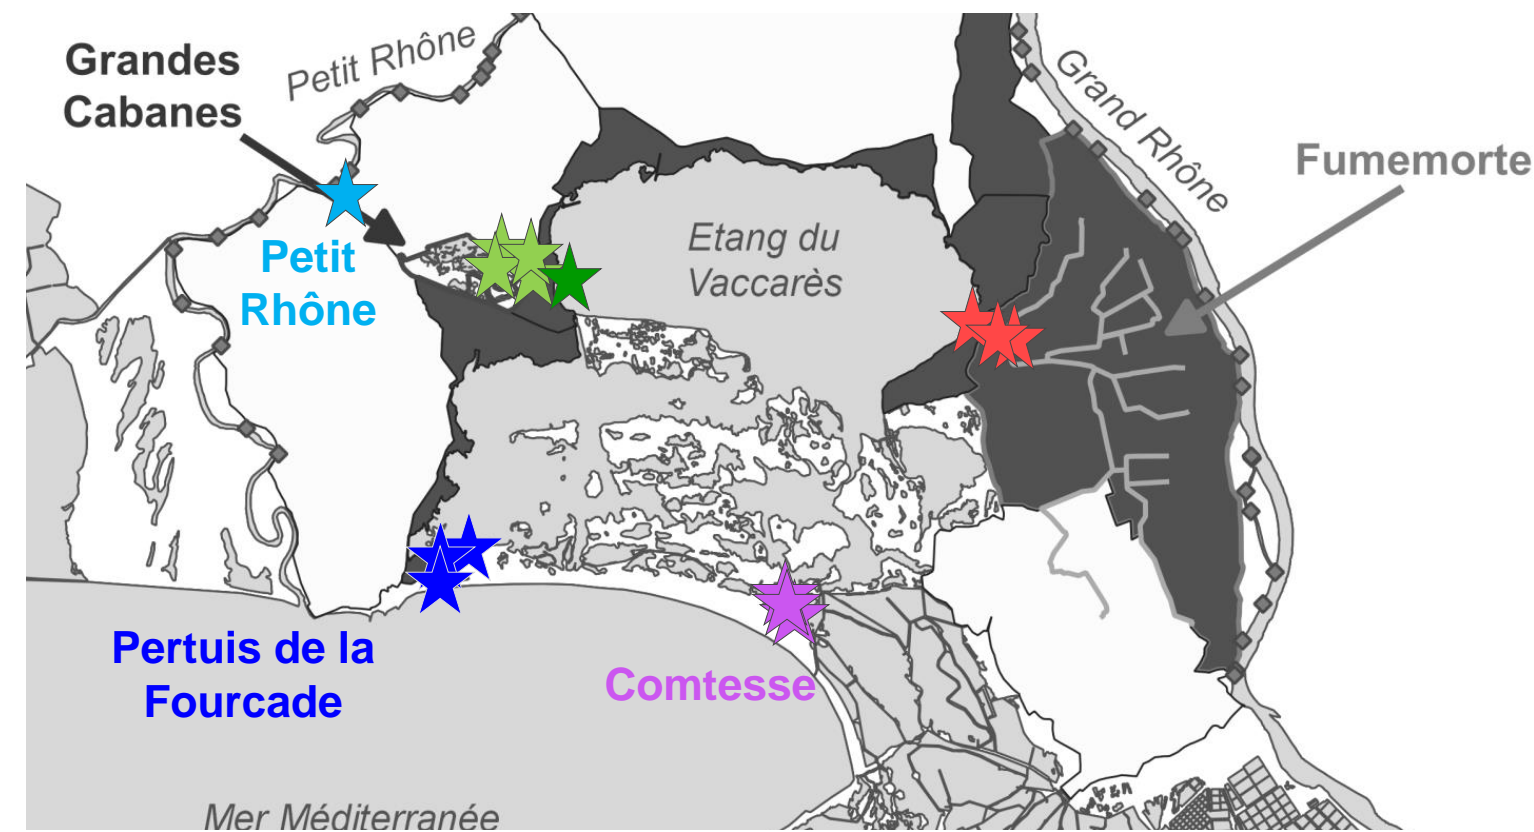 Grandes
Cabanes
Petit Rhône
Grand Rhône
Fumemorte
Petit
Rhône
Etang du
Vaccarès
Pertuis de la
Fourcade
Comtesse
Mer Méditerranée